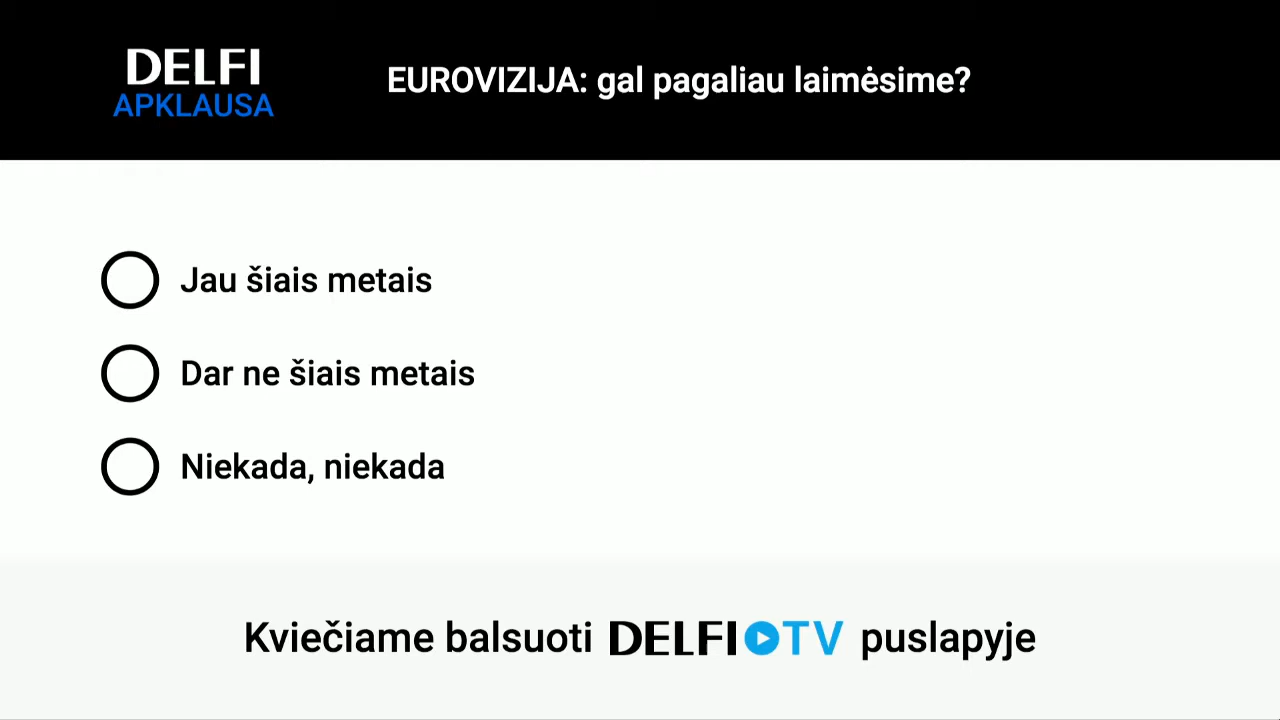 DELFI
APKLAUSA
EUROVIZIJA: gal pagaliau laimėsime?
Jau šiais metais
Dar ne šiais metais
Niekada, niekada
Kviečiame balsuoti DELFI TV puslapyje